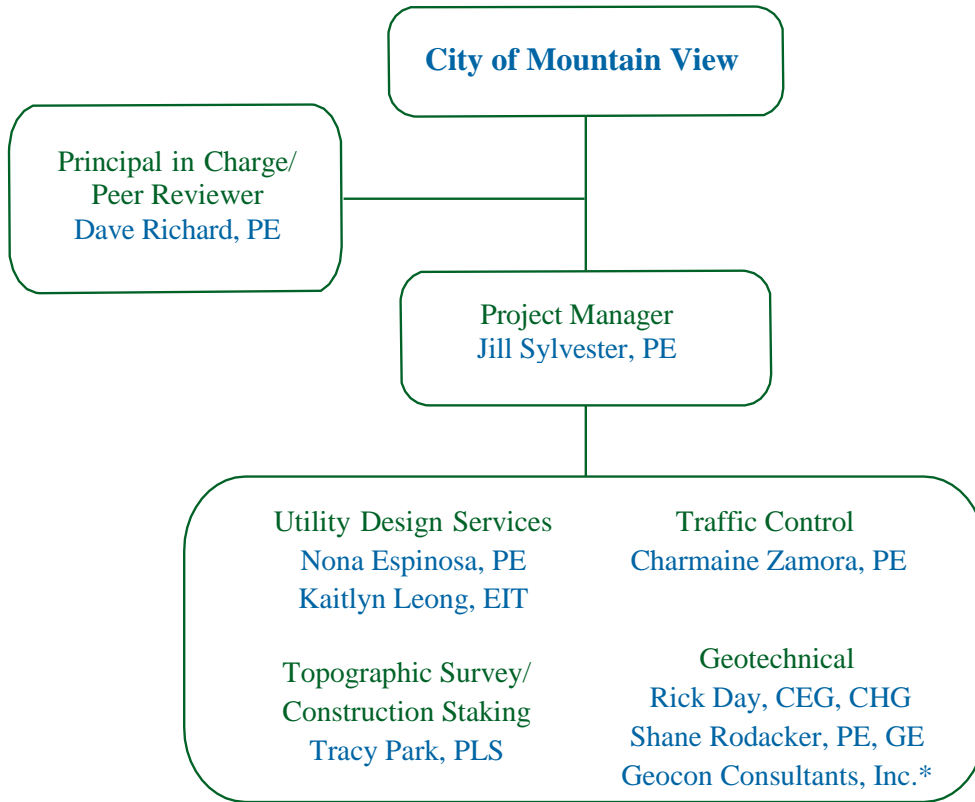 City of Mountain View
Principal in Charge/
Peer Reviewer
Dave Richard, PE
Project Manager
Jill Sylvester, PE
Utility Design Services
Nona Espinosa, PE
Kaitlyn Leong, EIT
Traffic Control
Charmaine Zamora, PE
Topographic Survey/
Construction Staking
Tracy Park, PLS
Geotechnical
Rick Day, CEG, CHG
Shane Rodacker, PE, GE
Geocon Consultants, Inc.*